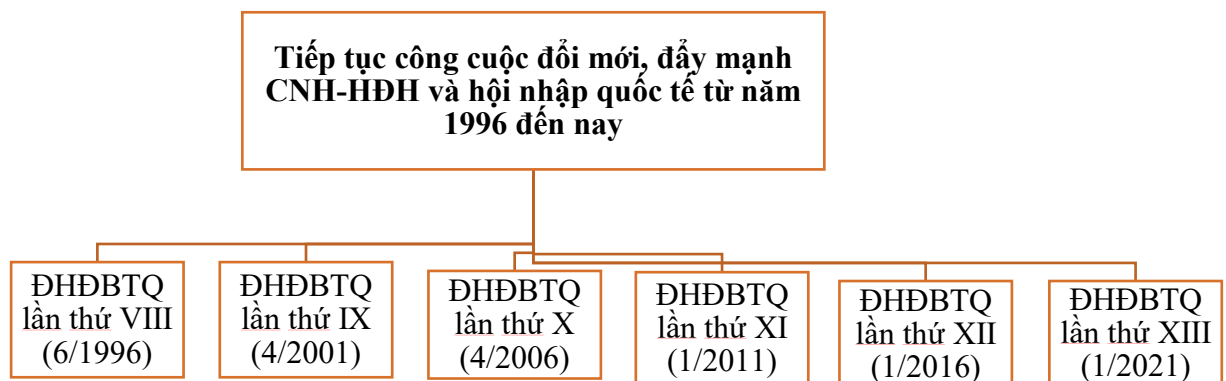 Tiếp tục công cuộc đổi mới, đẩy mạnh
CNH-HĐH và hội nhập quốc tế từ năm
1996 đến nay
ĐHĐBTQ
lần thứ VIII
(6/1996)
ĐHĐBTQ
lần thứ IX
(4/2001)
ĐHĐBTQ
lần thứ X
(4/2006)
ĐHĐBTQ
lần thứ XI
(1/2011)
ĐHĐBTQ
lần thứ XII
(1/2016)
ĐHĐBTQ
lần thứ XIII
(1/2021)